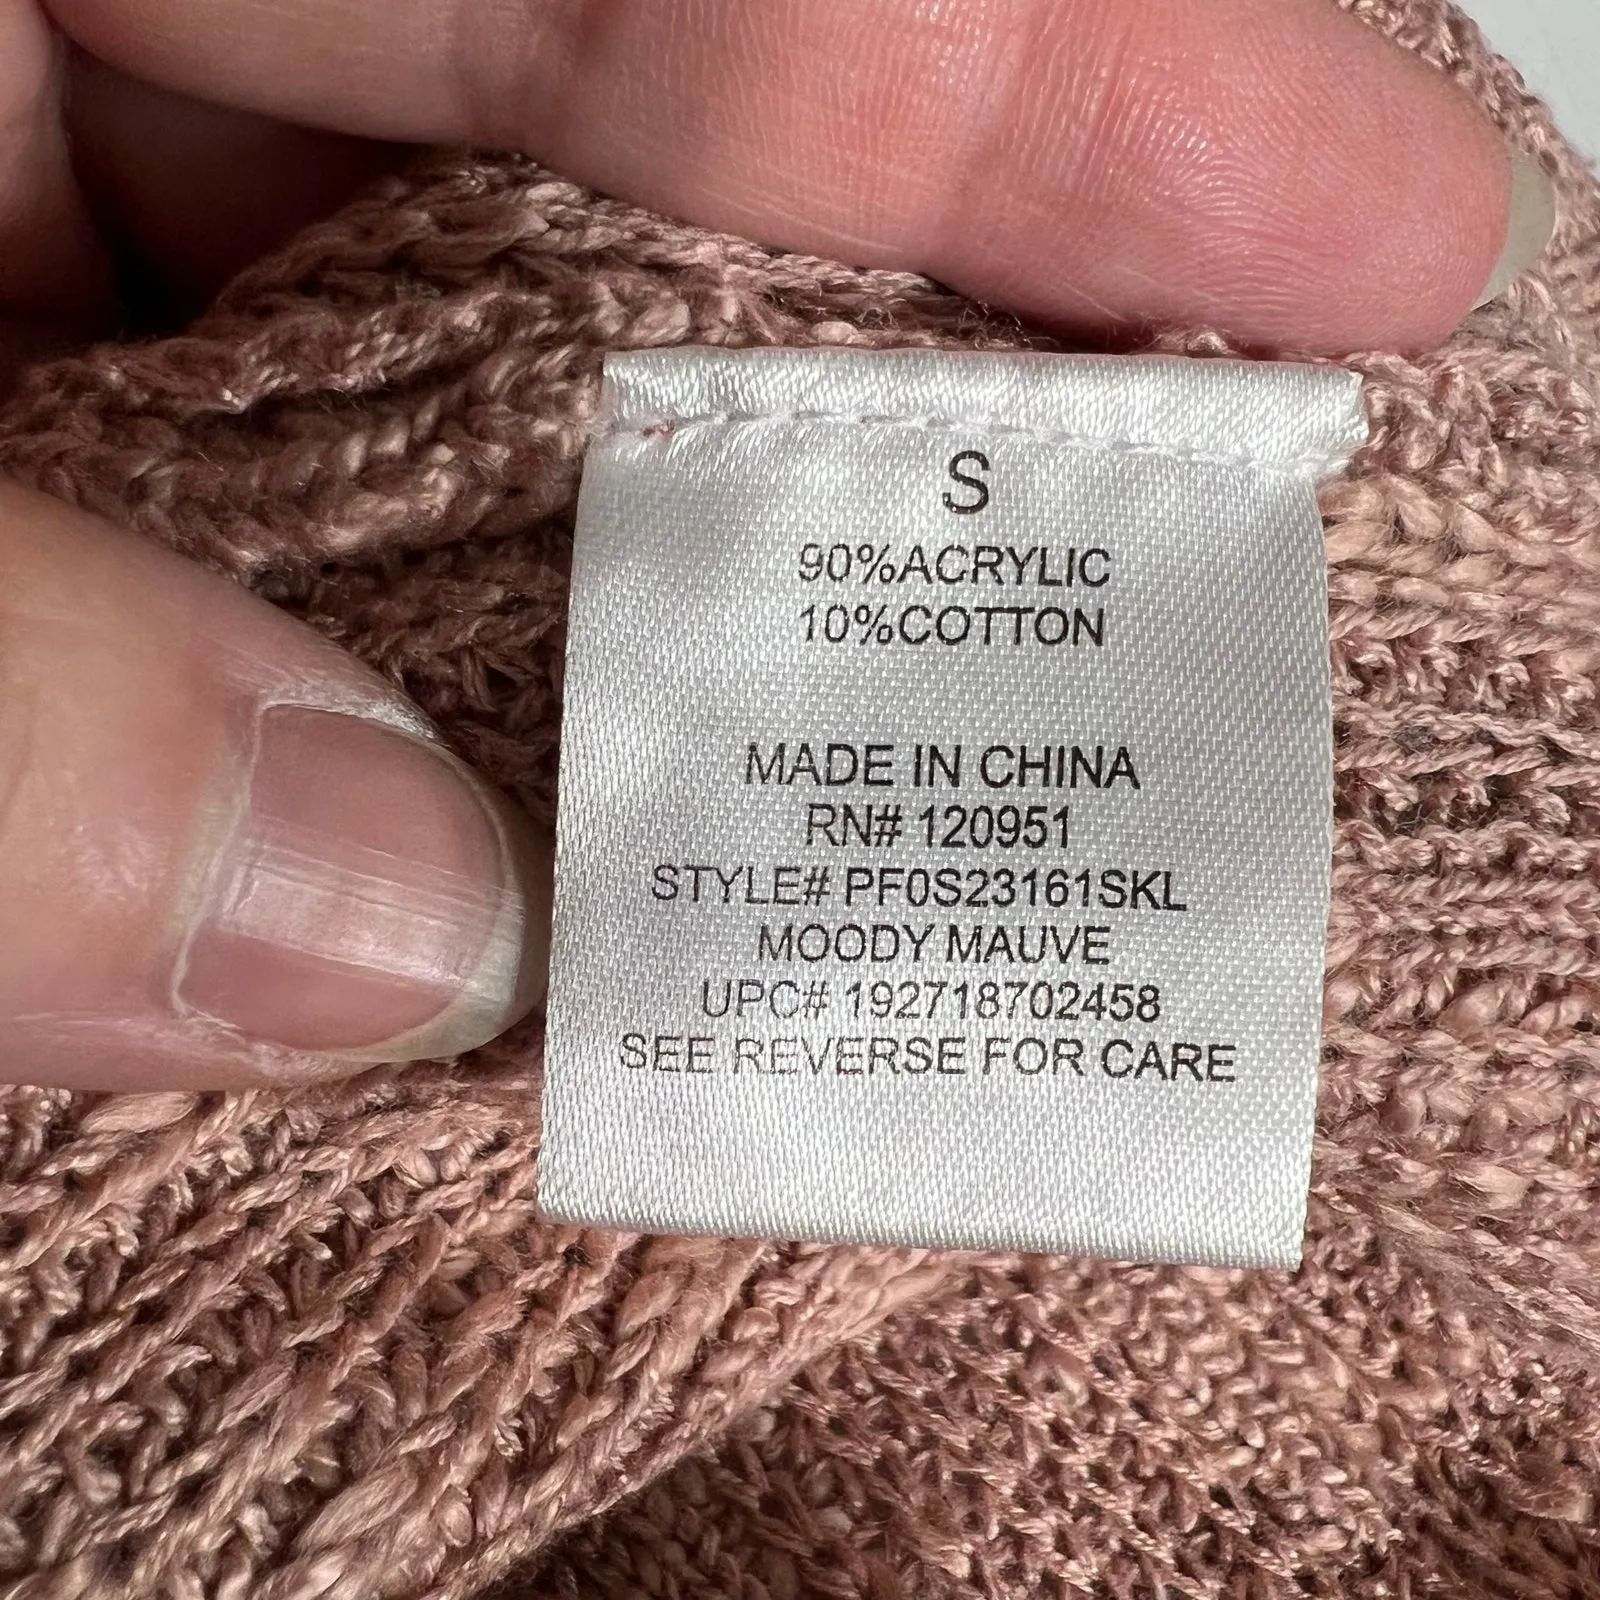 S
90%ACRYLIC
10%COTTON
MADE IN CHINA
RN# 120951
STYLE# PF0S23161SKL
MOODY MAUVE
UPC# 192718702458
SEE REVERSE FOR CARE